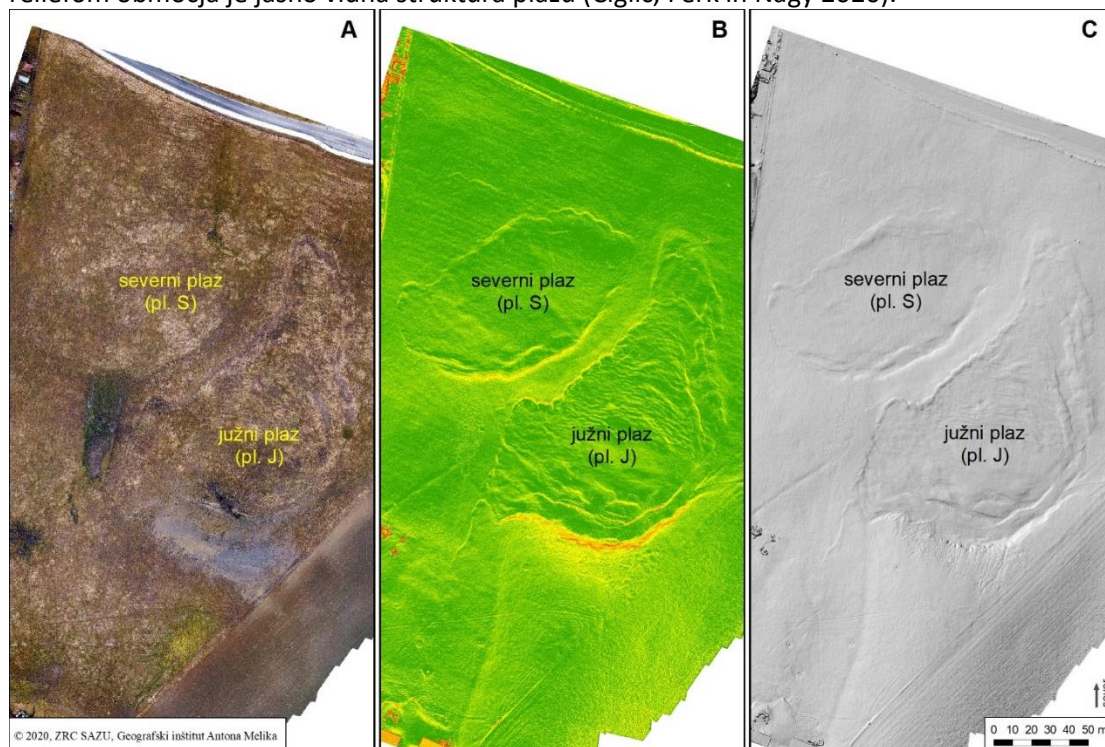 reliefom območja je jasno vidna struktura plazu (Ciglič, Ferk in Nagy 2020).
A
B
C
severni plaz
(pl. S)
južni plaz
(pl. J)
severni plaz
(pl. S)
južni plaz
(pl. J)
severni plaz
(pl. S)
južni plaz
(pl. J)
© 2020, ZRC SAZU, Geografski inštitut Antona Melika
sever
0 10 20 30 40 50 m